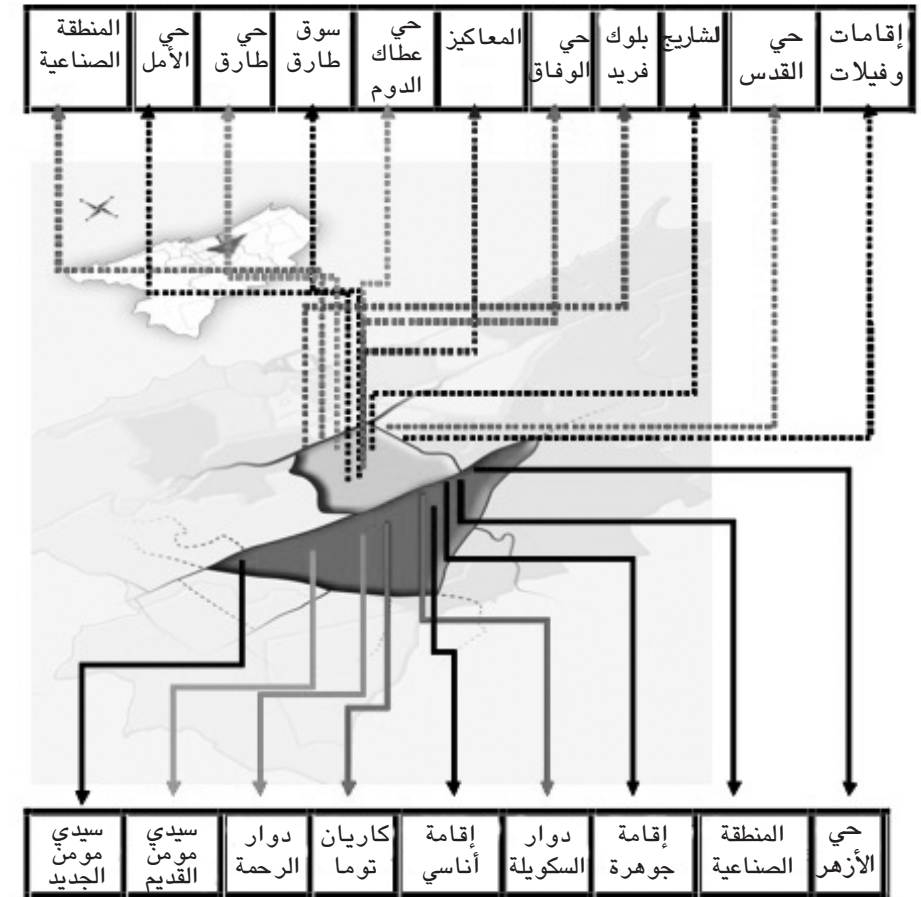 إقامات
وفيلات
حي
القدس
لشاريج
بلوك
فريد
حي
الوفاق
المعاكيز
حي
عطاك
الدوم
سوق
طارق
حي
طارق
حي
الأمل
المنطقة
الصناعية
حي
الأزهر
المنطقة
الصناعية
إقامة
جوهرة
دوار
السكويلة
إقامة
أناسي
كاريان
توما
دوار
الرحمة
سيدي
مومن
القديم
سيدي
مومن
الجديد